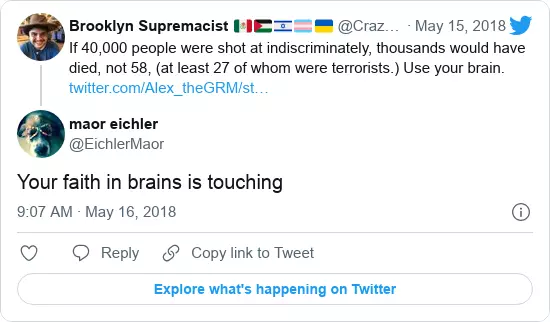 Brooklyn Supremacist 🇲🇽🇵🇸🇮🇱🏳️‍⚧️🇺🇦 @Craz… · May 15, 2018
If 40,000 people were shot at indiscriminately, thousands would have
died, not 58, (at least 27 of whom were terrorists.) Use your brain.
twitter.com/Alex_theGRM/st…
maor eichler
@EichlerMaor
Your faith in brains is touching
9:07 AM · May 16, 2018
Reply
Copy link to Tweet
Explore what's happening on Twitter